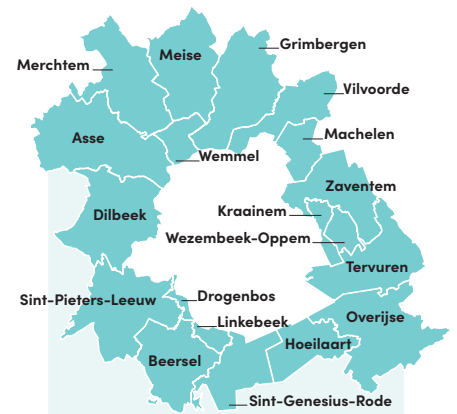 Grimbergen
Meise
Merchtem
Vilvoorde
Machelen
Asse
Wemmel
Zaventem
Kraainem
Dilbeek
Wezembeek-Oppem
Tervuren
Drogenbos
Sint-Pieters-Leeuw
Linkebeek
Overijse
Hoeilaart
Beersel
Sint-Genesius-Rode